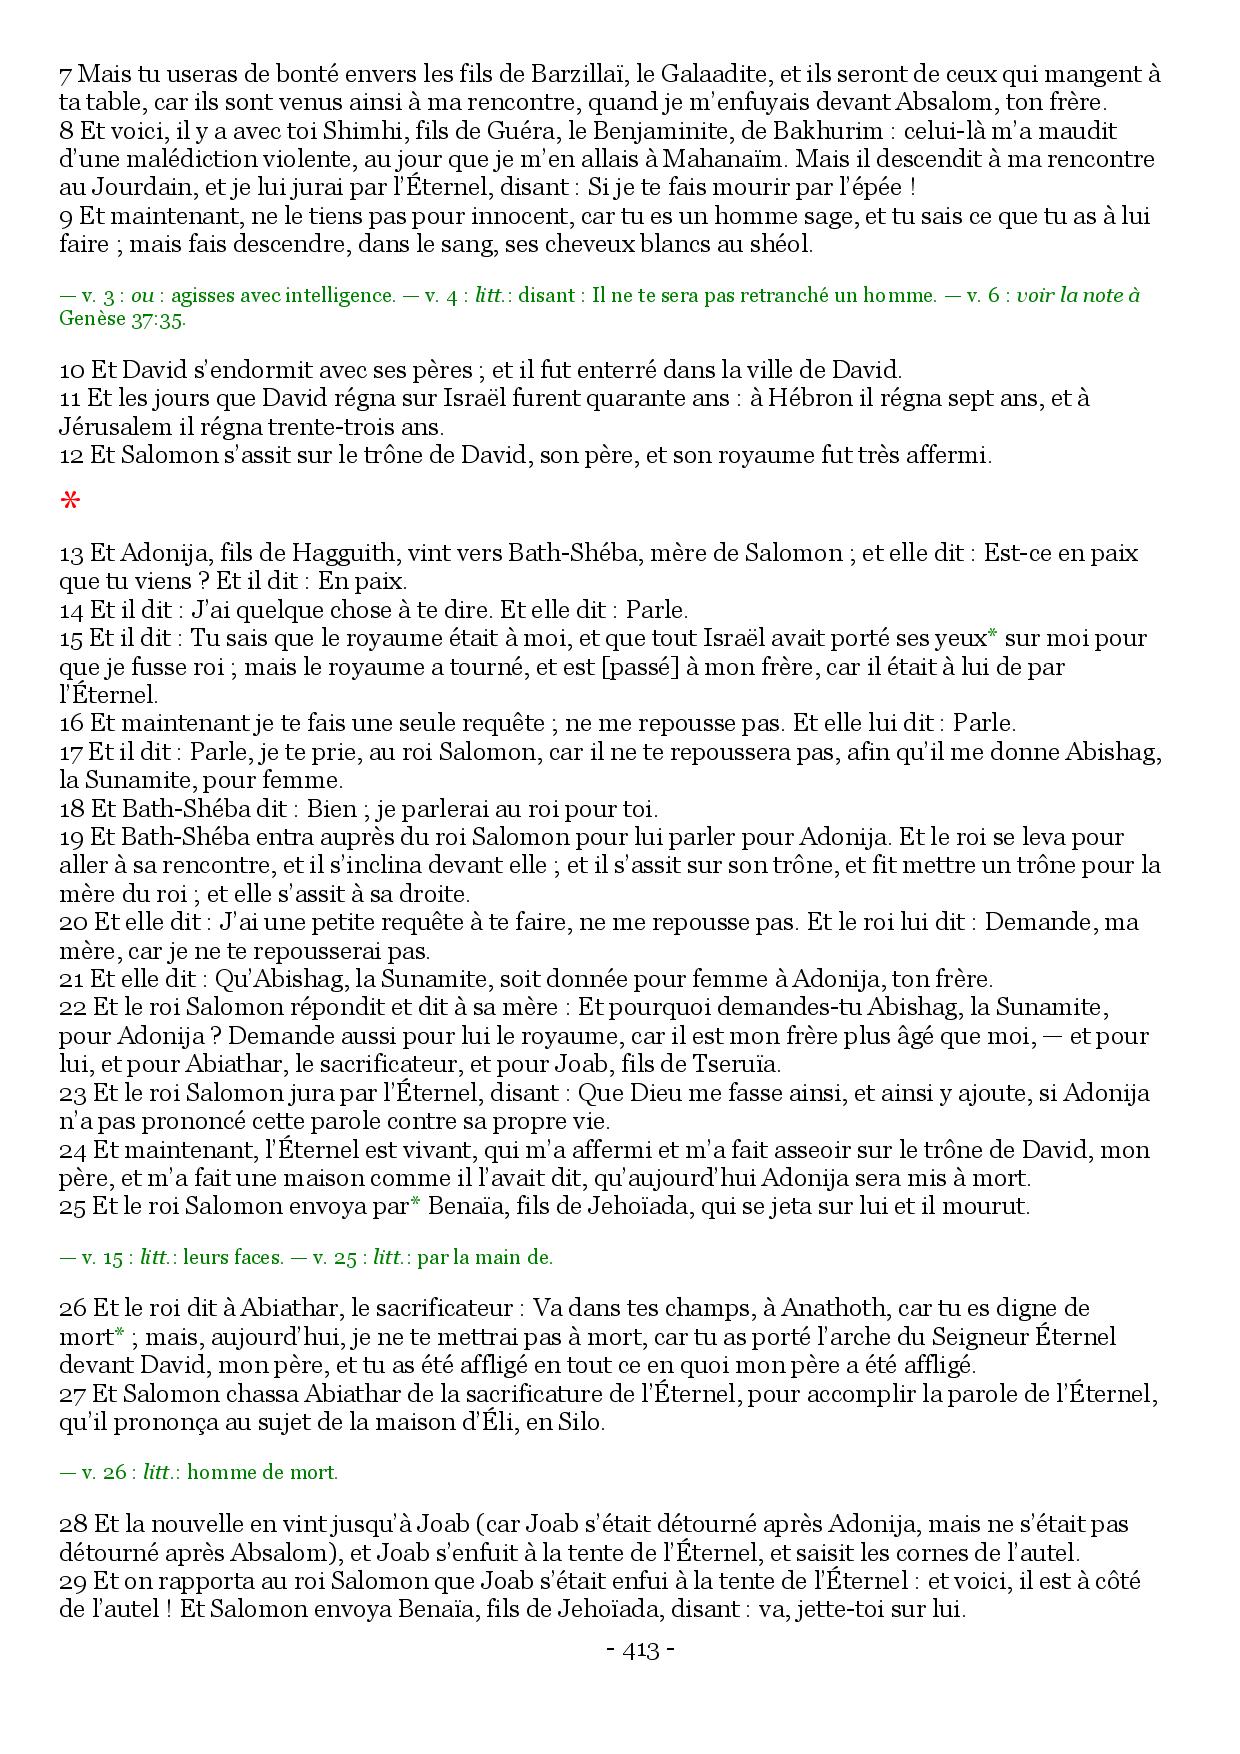 7 Mais tu useras de bonté envers les fils de Barzillaï, le Galaadite, et ils seront de ceux qui mangent à
ta table, car ils sont venus ainsi à ma rencontre, quand je m’enfuyais devant Absalom, ton frère.
8 Et voici, il y a avec toi Shimhi, fils de Guéra, le Benjaminite, de Bakhurim : celui-là m’a maudit
d’une malédiction violente, au jour que je m’en allais à Mahanaïm. Mais il descendit à ma rencontre
au Jourdain, et je lui jurai par l’Éternel, disant : Si je te fais mourir par l’épée !
9 Et maintenant, ne le tiens pas pour innocent, car tu es un homme sage, et tu sais ce que tu as à lui
faire ; mais fais descendre, dans le sang, ses cheveux blancs au shéol.
— v. 3 : ou : agisses avec intelligence. — v. 4 : litt.: disant : Il ne te sera pas retranché un homme. — v. 6 : voir la note à
Genèse 37:35.
10 Et David s’endormit avec ses pères ; et il fut enterré dans la ville de David.
11 Et les jours que David régna sur Israël furent quarante ans : à Hébron il régna sept ans, et à
Jérusalem il régna trente-trois ans.
12 Et Salomon s’assit sur le trône de David, son père, et son royaume fut très affermi.
*
13 Et Adonija, fils de Hagguith, vint vers Bath-Shéba, mère de Salomon ; et elle dit : Est-ce en paix
que tu viens ? Et il dit : En paix.
14 Et il dit : J’ai quelque chose à te dire. Et elle dit : Parle.
15 Et il dit : Tu sais que le royaume était à moi, et que tout Israël avait porté ses yeux* sur moi pour
que je fusse roi ; mais le royaume a tourné, et est [passé] à mon frère, car il était à lui de par
l’Éternel.
16 Et maintenant je te fais une seule requête ; ne me repousse pas. Et elle lui dit : Parle.
17 Et il dit : Parle, je te prie, au roi Salomon, car il ne te repoussera pas, afin qu’il me donne Abishag,
la Sunamite, pour femme.
18 Et Bath-Shéba dit : Bien ; je parlerai au roi pour toi.
19 Et Bath-Shéba entra auprès du roi Salomon pour lui parler pour Adonija. Et le roi se leva pour
aller à sa rencontre, et il s’inclina devant elle ; et il s’assit sur son trône, et fit mettre un trône pour la
mère du roi ; et elle s’assit à sa droite.
20 Et elle dit : J’ai une petite requête à te faire, ne me repousse pas. Et le roi lui dit : Demande, ma
mère, car je ne te repousserai pas.
21 Et elle dit : Qu’Abishag, la Sunamite, soit donnée pour femme à Adonija, ton frère.
22 Et le roi Salomon répondit et dit à sa mère : Et pourquoi demandes-tu Abishag, la Sunamite,
pour Adonija ? Demande aussi pour lui le royaume, car il est mon frère plus âgé que moi, — et pour
lui, et pour Abiathar, le sacrificateur, et pour Joab, fils de Tseruïa.
23 Et le roi Salomon jura par l’Éternel, disant : Que Dieu me fasse ainsi, et ainsi y ajoute, si Adonija
n’a pas prononcé cette parole contre sa propre vie.
24 Et maintenant, l’Éternel est vivant, qui m’a affermi et m’a fait asseoir sur le trône de David, mon
père, et m’a fait une maison comme il l’avait dit, qu’aujourd’hui Adonija sera mis à mort.
25 Et le roi Salomon envoya par* Benaïa, fils de Jehoïada, qui se jeta sur lui et il mourut.
— v. 15 : litt.: leurs faces. — v. 25 : litt.: par la main de.
26 Et le roi dit à Abiathar, le sacrificateur : Va dans tes champs, à Anathoth, car tu es digne de
mort* ; mais, aujourd’hui, je ne te mettrai pas à mort, car tu as porté l’arche du Seigneur Éternel
devant David, mon père, et tu as été affligé en tout ce en quoi mon père a été affligé.
27 Et Salomon chassa Abiathar de la sacrificature de l’Éternel, pour accomplir la parole de l’Éternel,
qu’il prononça au sujet de la maison d’Éli, en Silo.
— v. 26 : litt.: homme de mort.
28 Et la nouvelle en vint jusqu’à Joab (car Joab s’était détourné après Adonija, mais ne s’était pas
détourné après Absalom), et Joab s’enfuit à la tente de l’Éternel, et saisit les cornes de l’autel.
29 Et on rapporta au roi Salomon que Joab s’était enfui à la tente de l’Éternel : et voici, il est à côté
de l’autel ! Et Salomon envoya Benaïa, fils de Jehoïada, disant : va, jette-toi sur lui.
- 413 -